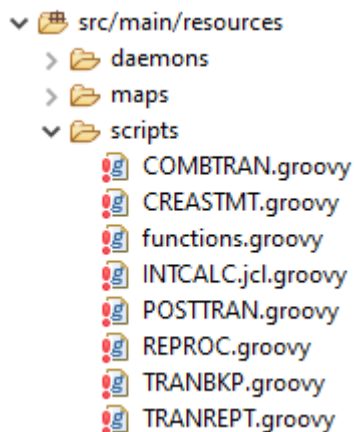 src/main/resources
daemons
maps
scripts
COMBTRAN.groovy
CREASTMT.groovy
functions.groovy
INTCALC.jcl.groovy
POSTTRAN.groovy
REPROC.groovy
TRANBKP.groovy
TRANREPT.groovy